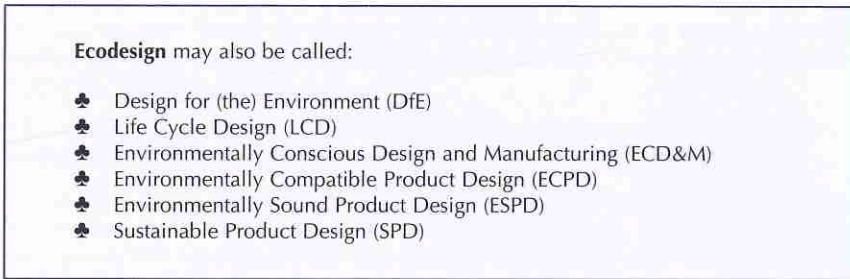 Ecodesign may also be called:
♣ Design for (the) Environment (DfE)
♣ Life Cycle Design (LCD)
♣ Environmentally Conscious Design and Manufacturing (ECD&M)
♣ Environmentally Compatible Product Design (ECPD)
♣ Environmentally Sound Product Design (ESPD)
♣ Sustainable Product Design (SPD)